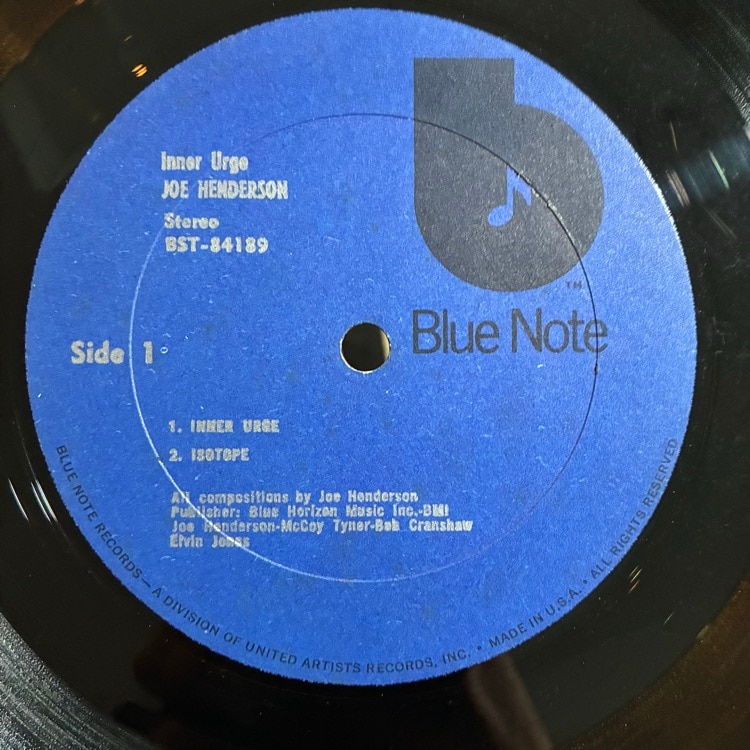 Inner Urge
JOE HENDERSON
Stereo
BST-84189
TM
Blue Note
Side 1
1. INNER URGE
2. ISOTOPE
All compositions by Joe Henderson
Publisher: Blue Horizon Music Inc.-BMI
Joe Henderson-McCoy Tyner-Bob Cranshaw
Elvin Jones
BLUE NOTE RECORDS—A DIVISION OF UNITED ARTISTS RECORDS, INC. • MADE IN U.S.A. • ALL RIGHTS RESERVED